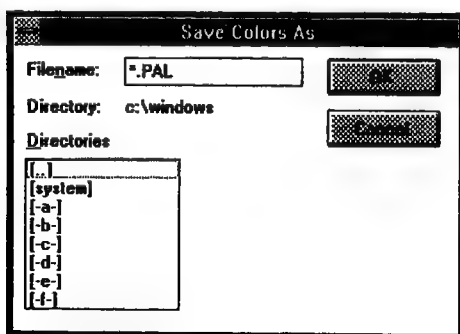 Save Colors As
Filename: *.PAL
OK
Directory: c:\windows
Cancel
Directories
[..]
[system]
[-a-]
[-b-]
[-c-]
[-d-]
[-e-]
[-f-]